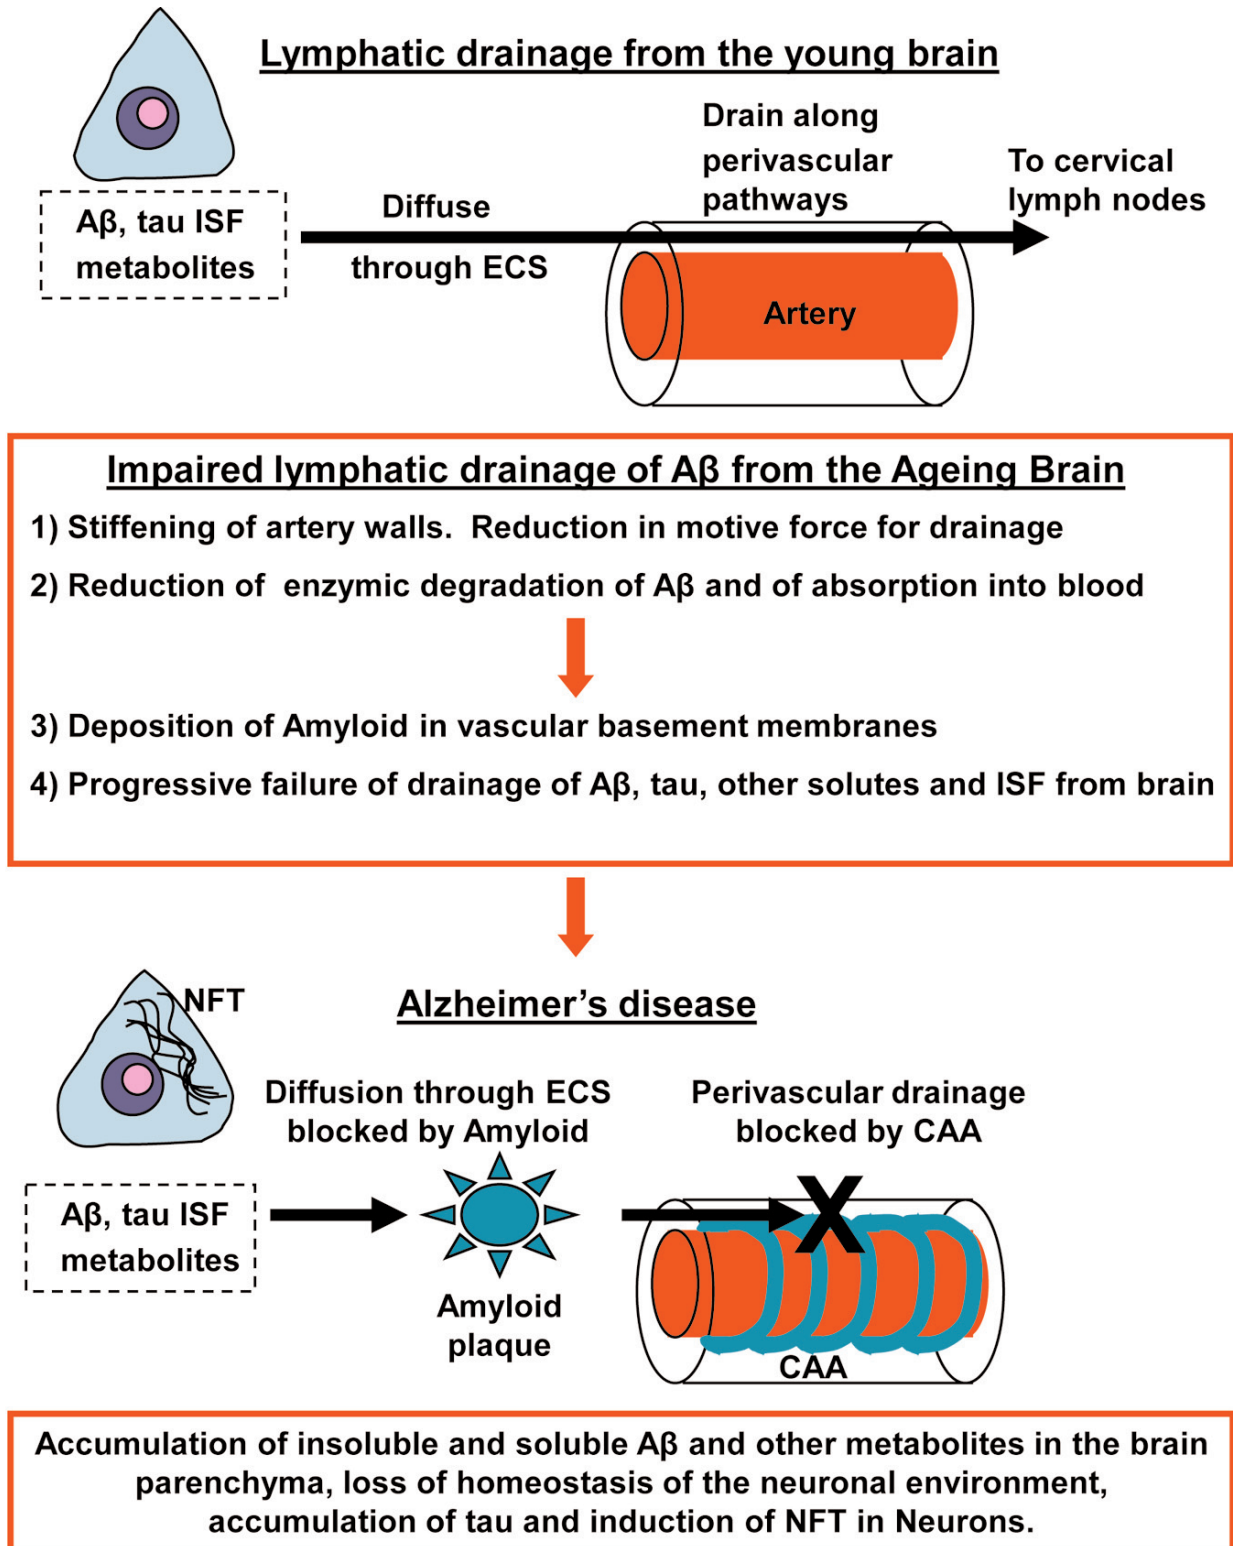 Lymphatic drainage from the young brain
Drain along
perivascular
pathways
To cervical
lymph nodes
Aβ, tau ISF
metabolites
Diffuse
through ECS
Artery
Impaired lymphatic drainage of Aβ from the Ageing Brain
1) Stiffening of artery walls.  Reduction in motive force for drainage
2) Reduction of  enzymic degradation of Aβ and of absorption into blood
3) Deposition of Amyloid in vascular basement membranes
4) Progressive failure of drainage of Aβ, tau, other solutes and ISF from brain
NFT
Alzheimer’s disease
Diffusion through ECS
blocked by Amyloid
Perivascular drainage
blocked by CAA
Aβ, tau ISF
metabolites
X
Amyloid
plaque
CAA
Accumulation of insoluble and soluble Aβ and other metabolites in the brain
parenchyma, loss of homeostasis of the neuronal environment,
accumulation of tau and induction of NFT in Neurons.